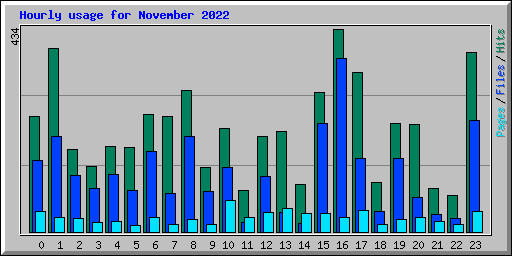 Hourly usage for November 2022
434
Pages / Files / Hits
0 1 2 3 4 5 6 7 8 9 10 11 12 13 14 15 16 17 18 19 20 21 22 23